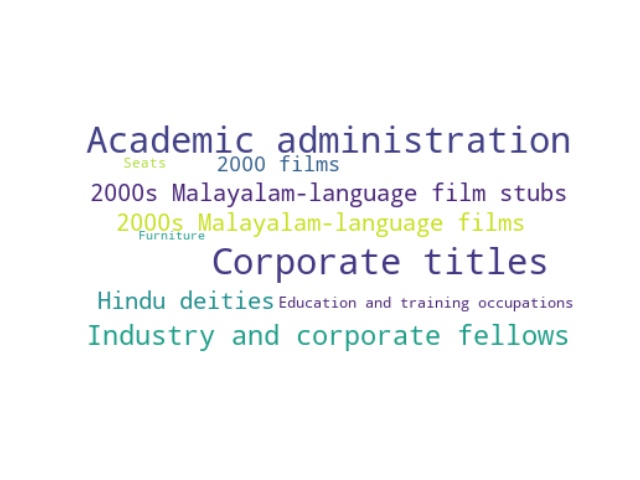 Academic administration
Seats
2000 films
2000s Malayalam-language film stubs
2000s Malayalam-language films
Furniture
Corporate titles
Hindu deities
Education and training occupations
Industry and corporate fellows